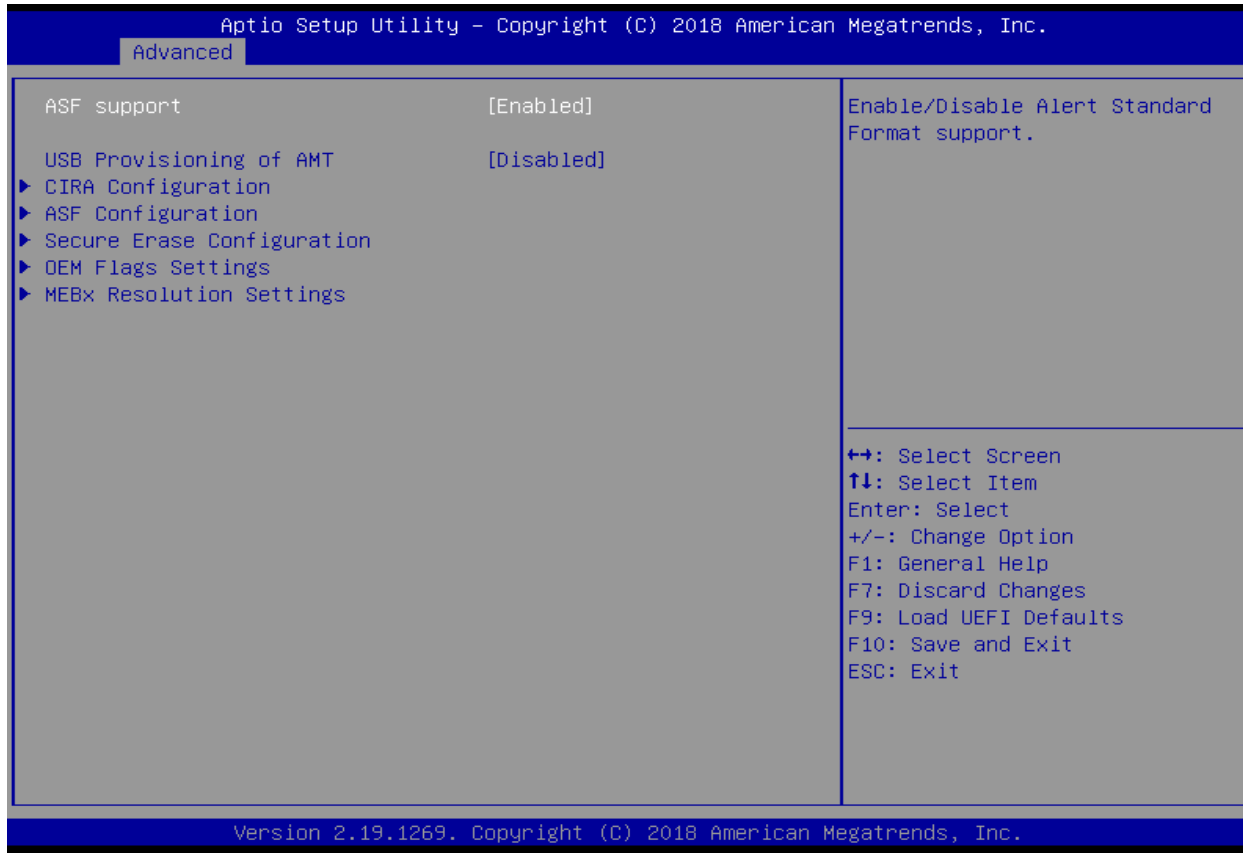 Aptio Setup Utility – Copyright (C) 2018 American Megatrends, Inc.
Advanced
ASF support [Enabled]
USB Provisioning of AMT [Disabled]
▶ CIRA Configuration
▶ ASF Configuration
▶ Secure Erase Configuration
▶ OEM Flags Settings
▶ MEBx Resolution Settings
Enable/Disable Alert Standard
Format support.
↔: Select Screen
↑↓: Select Item
Enter: Select
+/-: Change Option
F1: General Help
F7: Discard Changes
F9: Load UEFI Defaults
F10: Save and Exit
ESC: Exit
Version 2.19.1269. Copyright (C) 2018 American Megatrends, Inc.